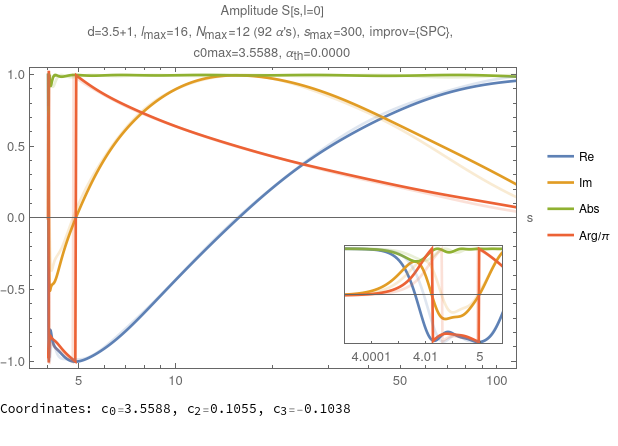 Amplitude S[s,l=0]
d=3.5+1, lmax=16, Nmax=12 (92 α's), smax=300, improv={SPC},
c0max=3.5588, αth=0.0000
1.0
0.5
0.0
−0.5
−1.0
5
10
50
100
s
4.0001
4.01
5
Re
Im
Abs
Arg/π
Coordinates: c0=3.5588, c2=0.1055, c3=−0.1038